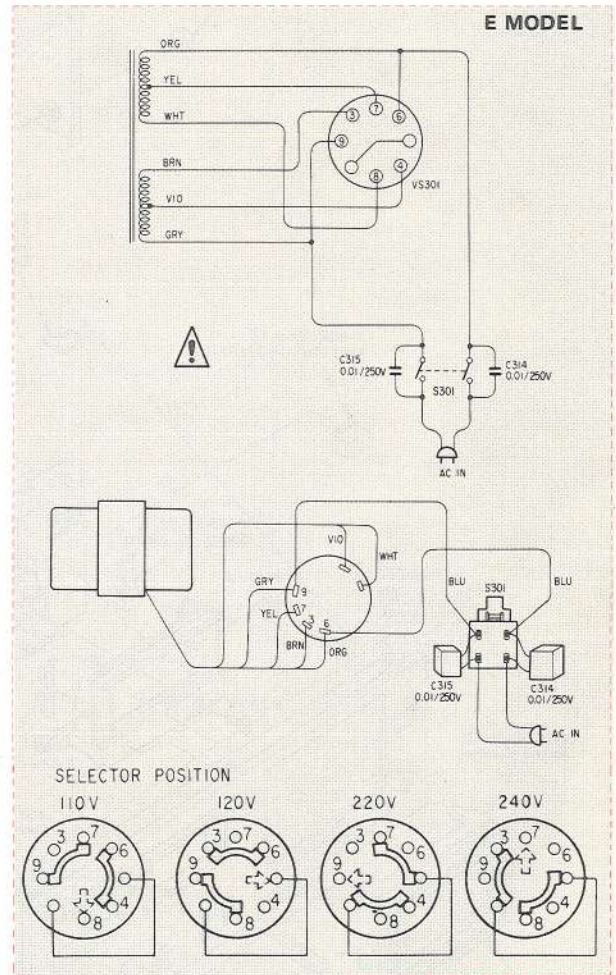 E MODEL
ORG
YEL
WHT
3
7
6
9
8
4
VS301
BRN
VIO
GRY
C315
0.01/250V
S301
C314
0.01/250V
AC IN
VIO
WHT
GRY
9
YEL
7
3
6
BRN
ORG
BLU
S301
BLU
C315
0.01/250V
C314
0.01/250V
AC IN
SELECTOR POSITION
110V
120V
220V
240V
3 7 6 9 4 8
3 7 6 9 4 8
3 7 6 9 4 8
3 7 6 9 4 8